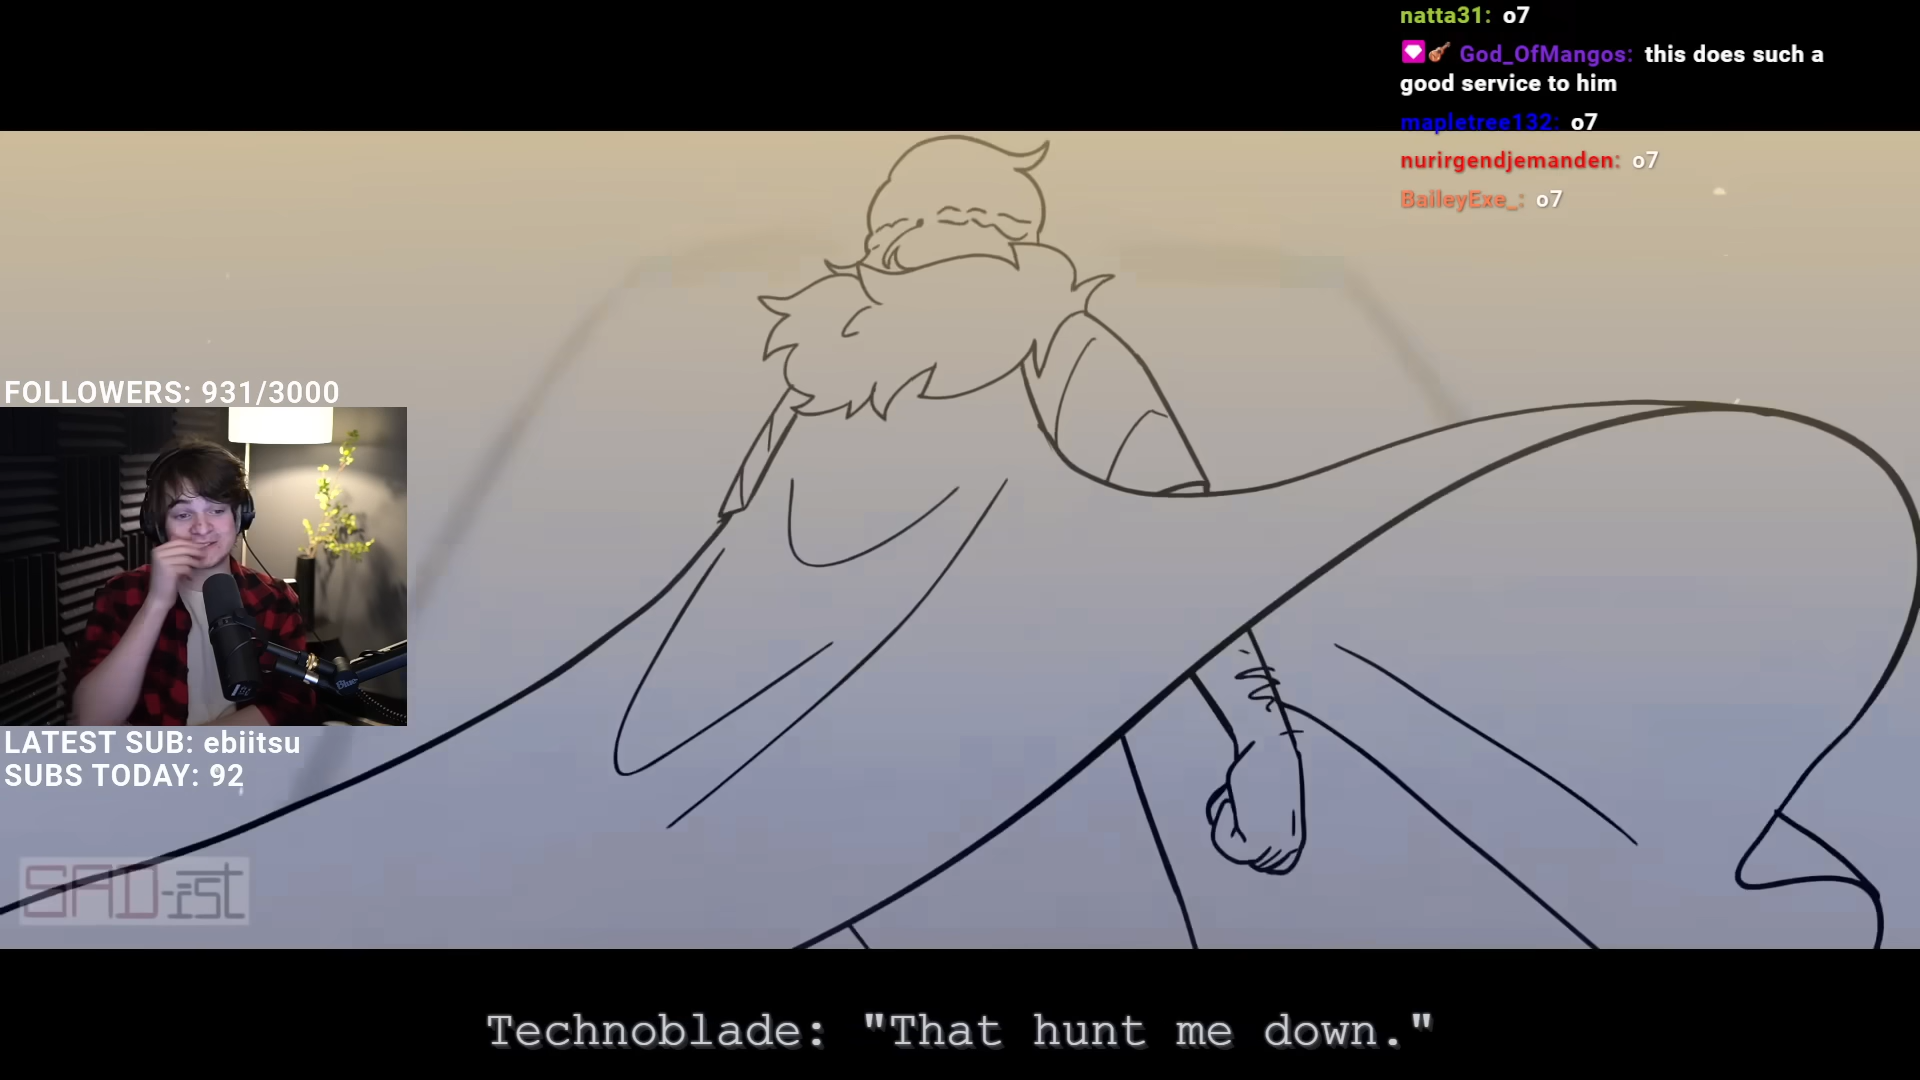 natta31: o7
God_OfMangos: this does such a
good service to him
mapletree132: o7
nurirgendjemanden: o7
BaileyExe_: o7
FOLLOWERS: 931/3000
LATEST SUB: ebiitsu
SUBS TODAY: 92
SAD-ist
Technoblade: "That hunt me down."